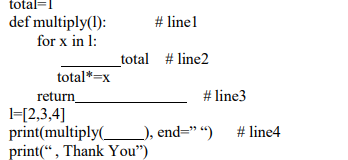 total=1
def multiply(l): # line1
for x in l:
________total # line2
total*=x
return_______________ # line3
l=[2,3,4]
print(multiply(_____), end=” “) # line4
print(“ , Thank You”)